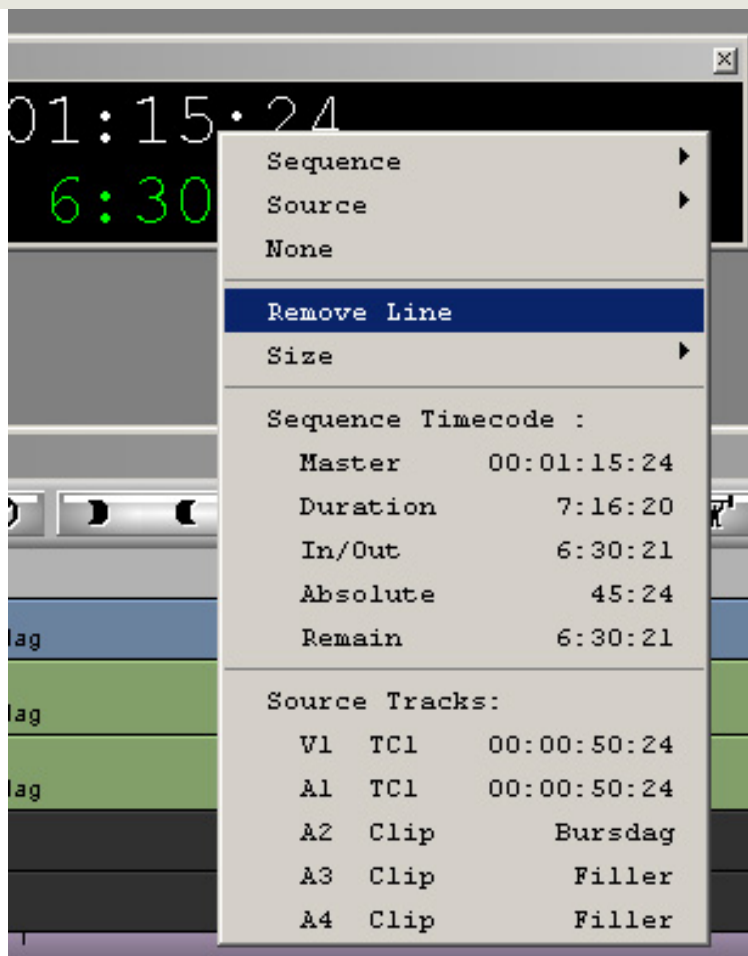 01:15:24
6:30
Sequence
Source
None
Remove Line
Size
Sequence Timecode :
Master 00:01:15:24
Duration 7:16:20
In/Out 6:30:21
Absolute 45:24
Remain 6:30:21
Source Tracks:
V1 TC1 00:00:50:24
A1 TC1 00:00:50:24
A2 Clip Bursdag
A3 Clip Filler
A4 Clip Filler
dag
dag
dag